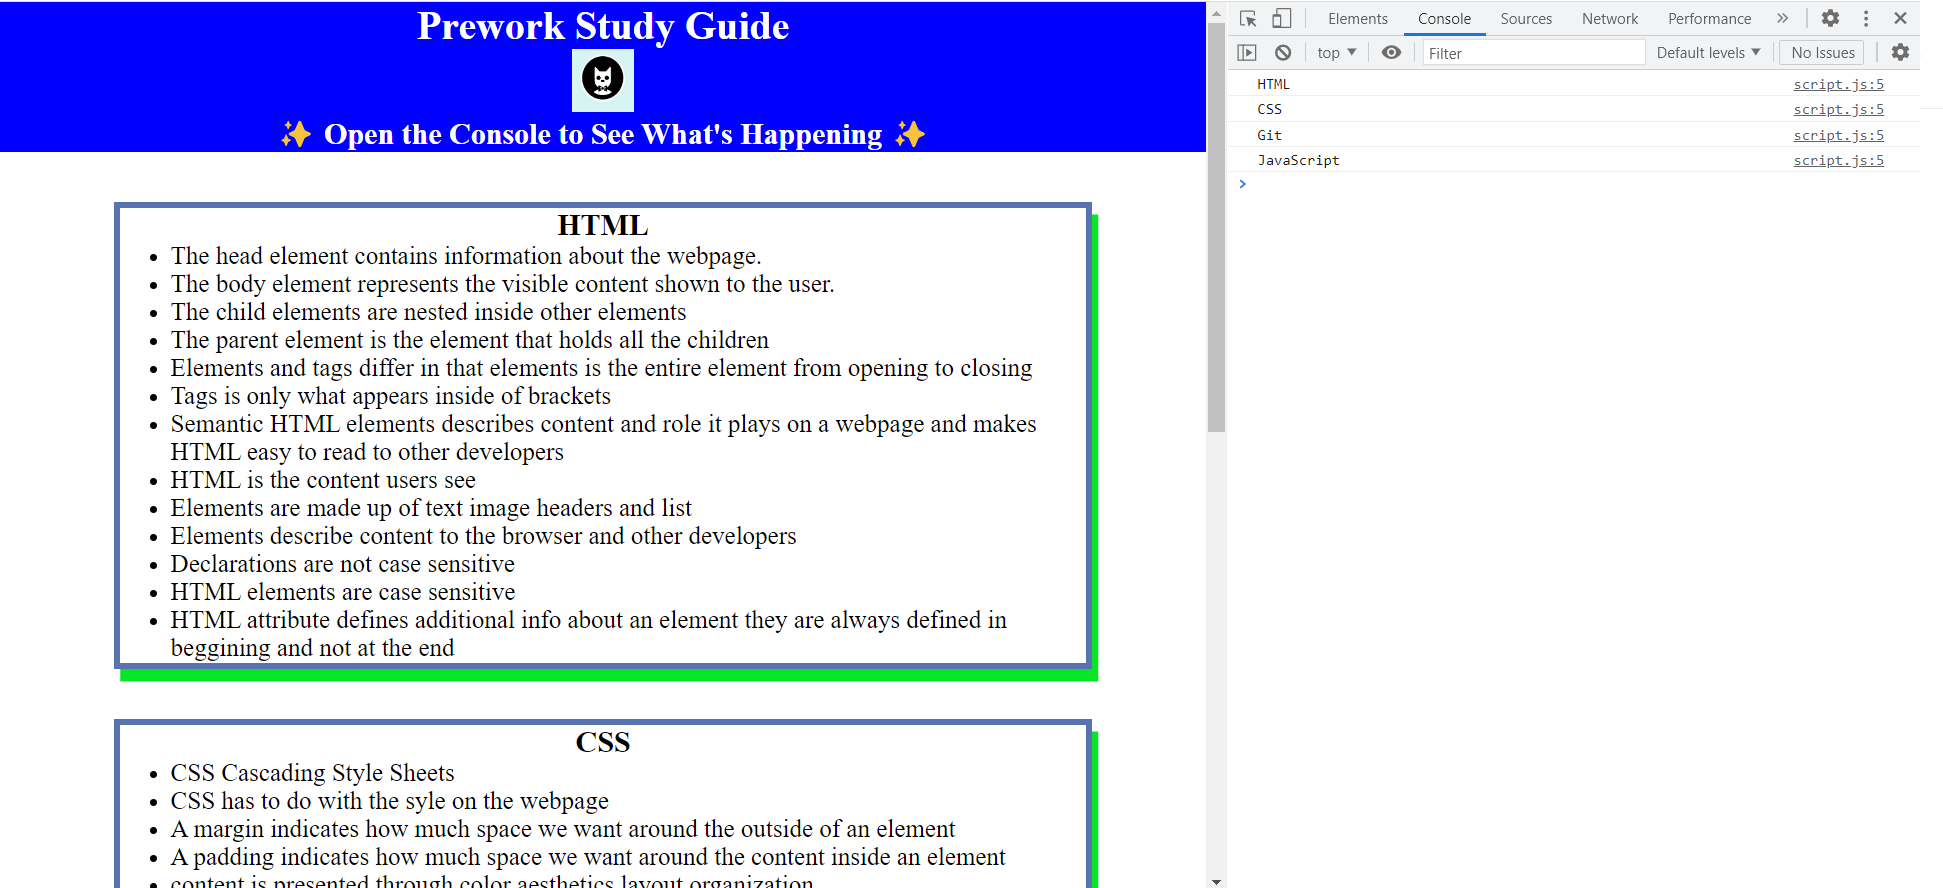 Prework Study Guide
✨ Open the Console to See What's Happening ✨
HTML
The head element contains information about the webpage.
The body element represents the visible content shown to the user.
The child elements are nested inside other elements
The parent element is the element that holds all the children
Elements and tags differ in that elements is the entire element from opening to closing
Tags is only what appears inside of brackets
Semantic HTML elements describes content and role it plays on a webpage and makes
HTML easy to read to other developers
HTML is the content users see
Elements are made up of text image headers and list
Elements describe content to the browser and other developers
Declarations are not case sensitive
HTML elements are case sensitive
HTML attribute defines additional info about an element they are always defined in
beggining and not at the end
CSS
CSS Cascading Style Sheets
CSS has to do with the syle on the webpage
A margin indicates how much space we want around the outside of an element
A padding indicates how much space we want around the content inside an element
content is presented through color aesthetics layout organization
Elements Console Sources Network Performance
top Filter Default levels No Issues
HTML script.js:5
CSS script.js:5
Git script.js:5
JavaScript script.js:5